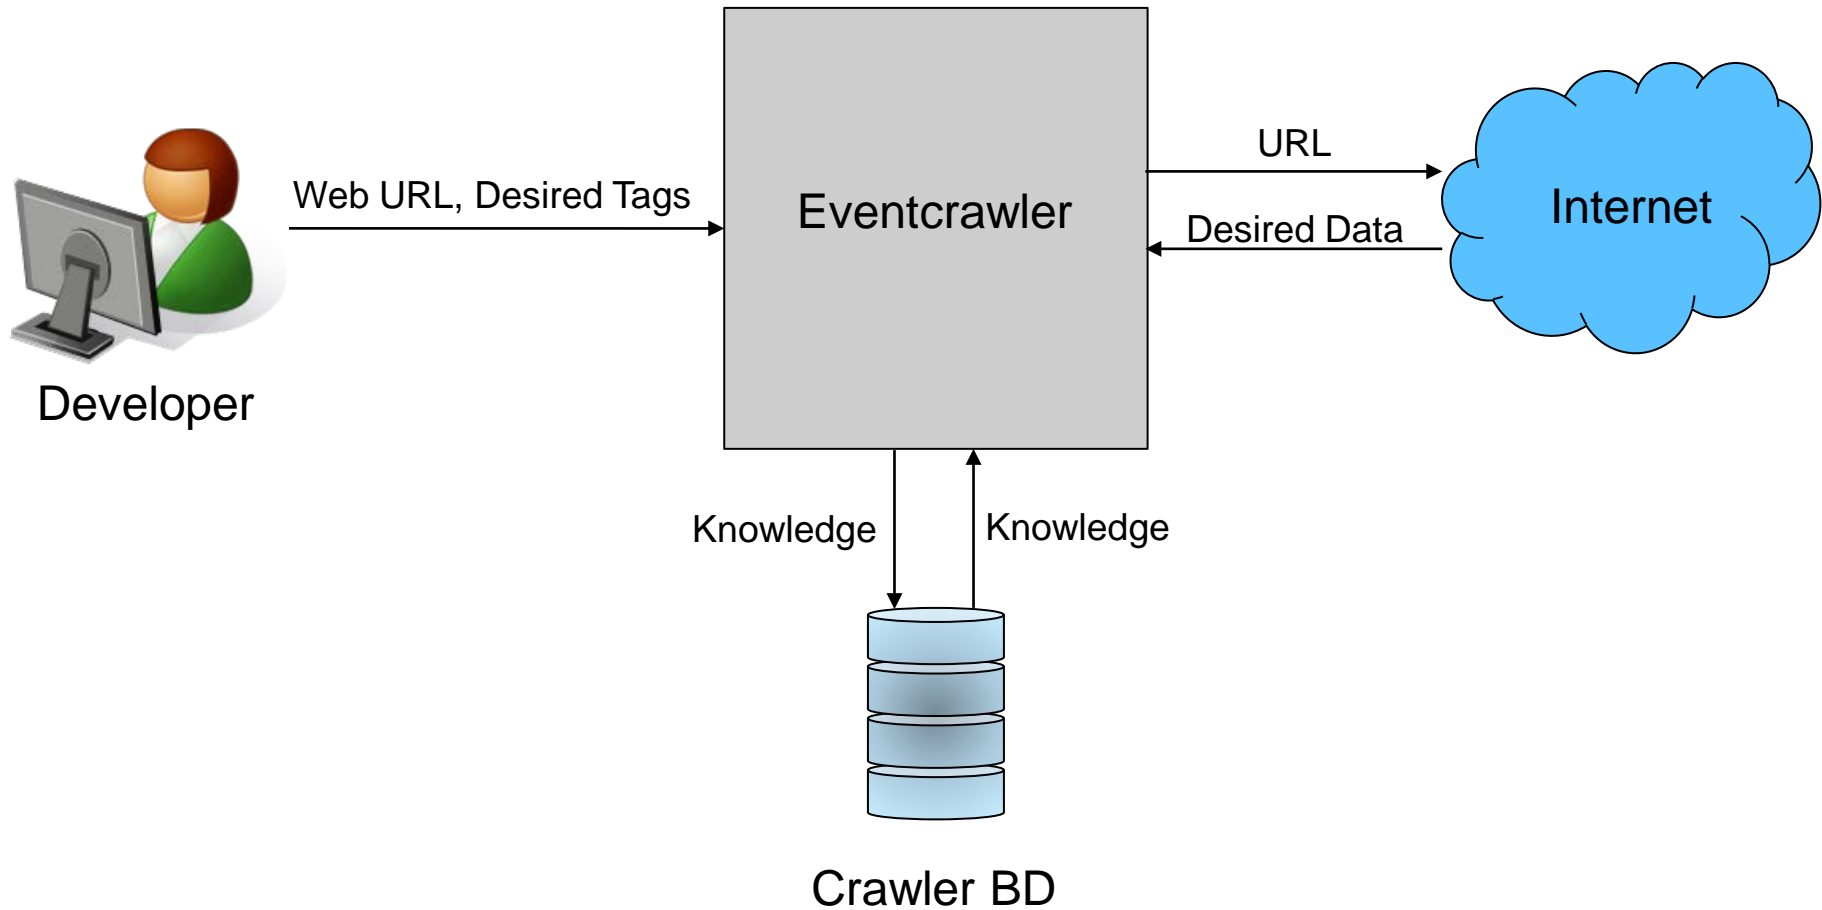 Web URL, Desired Tags
Eventcrawler
URL
Desired Data
Internet
Developer
Knowledge
Knowledge
Crawler BD